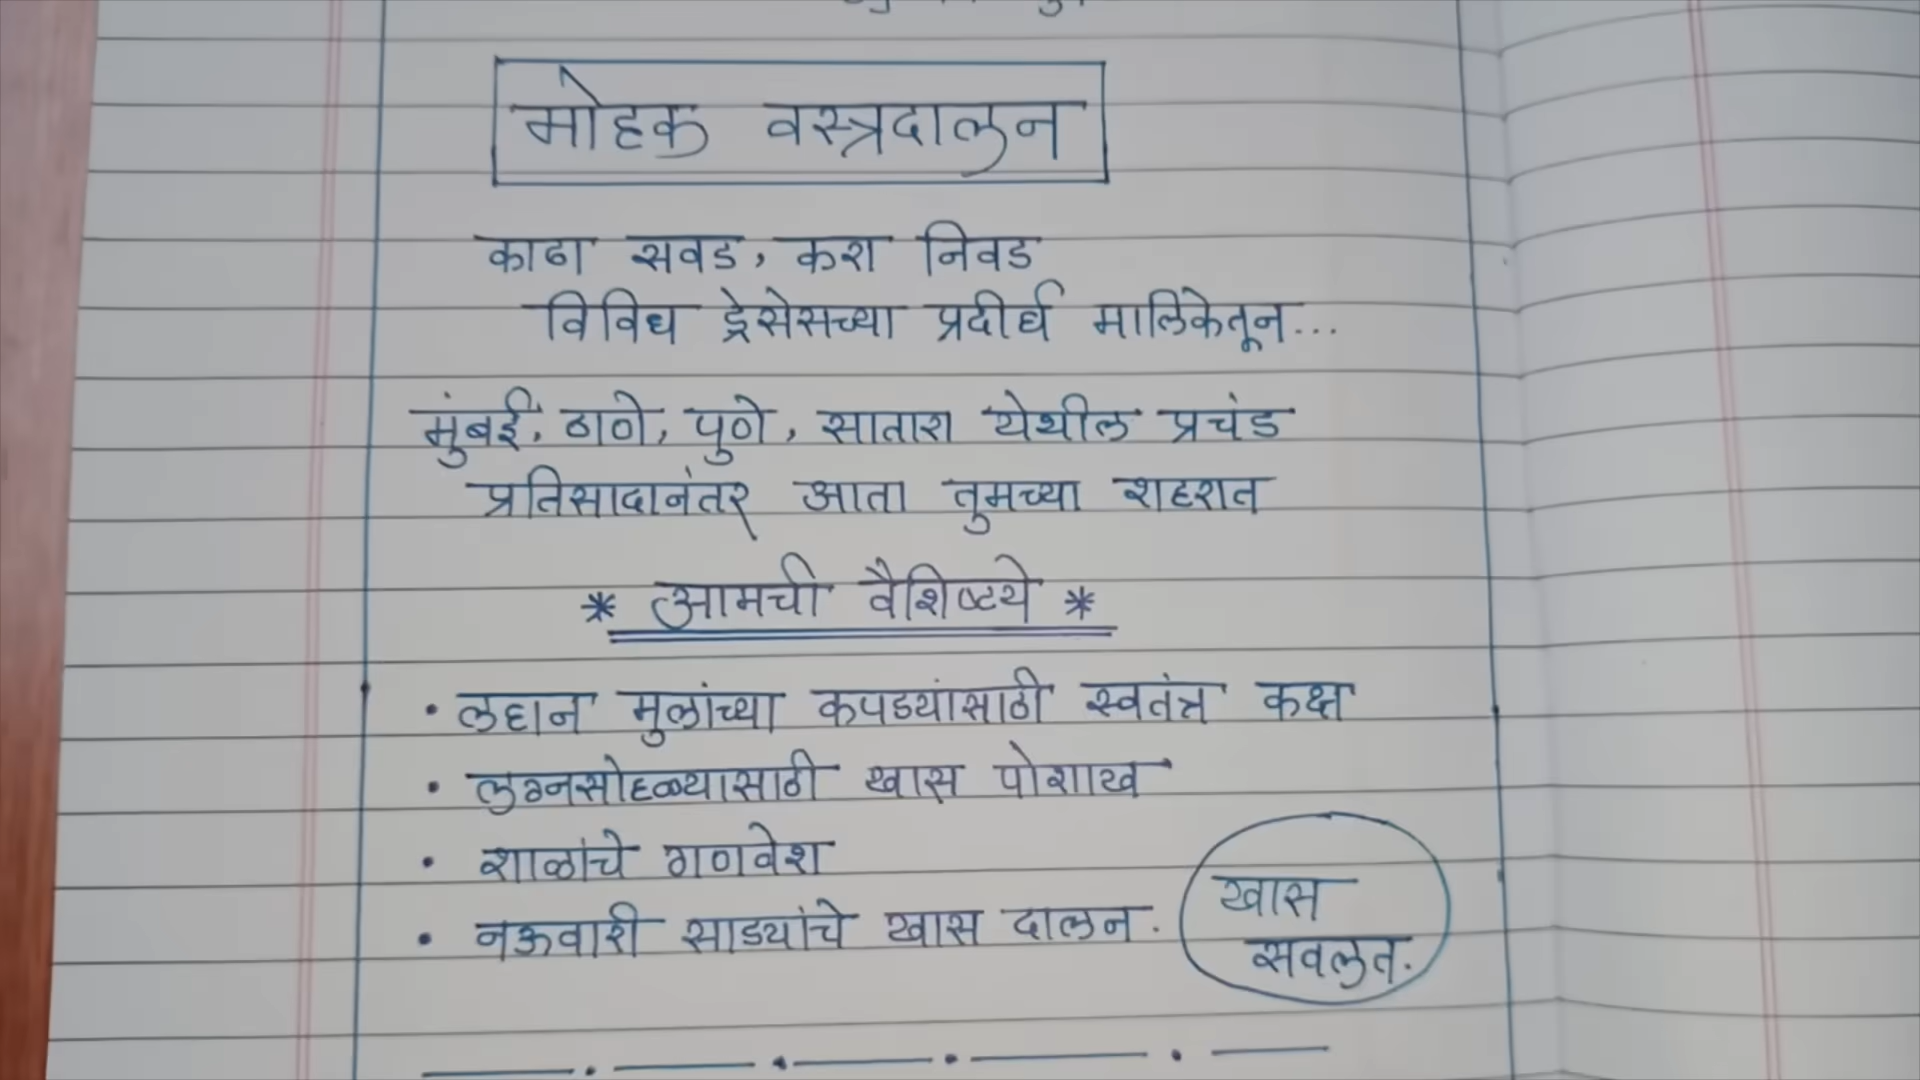 मोहक वस्त्रदालन
काढा सवड, करा निवड
विविध ड्रेसेसच्या प्रदीर्घ मालिकेतून...
मुंबई, ठाणे, पुणे, सातारा येथील प्रचंड
प्रतिसादानंतर आता तुमच्या शहरात
* आमची वैशिष्ट्ये *
• लहान मुलांच्या कपड्यांसाठी स्वतंत्र कक्ष
• लग्नसोहळ्यासाठी खास पोशाख
• शाळांचे गणवेश
• नऊवारी साड्यांचे खास दालन.
खास
सवलत.